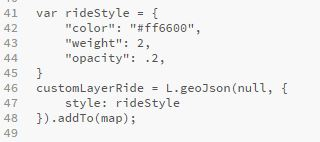 41 var rideStyle = {
42     "color": "#ff6600",
43     "weight": 2,
44     "opacity": .2,
45 }
46 customLayerRide = L.geoJson(null, {
47     style: rideStyle
48 }).addTo(map);
49